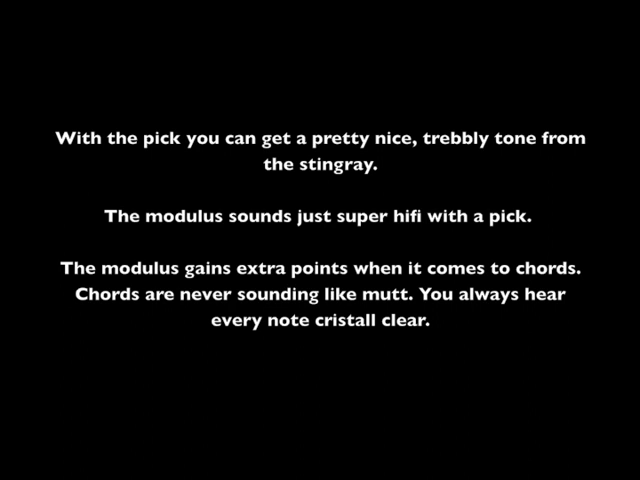 With the pick you can get a pretty nice, trebbly tone from
the stingray.
The modulus sounds just super hifi with a pick.
The modulus gains extra points when it comes to chords.
Chords are never sounding like mutt. You always hear
every note cristall clear.